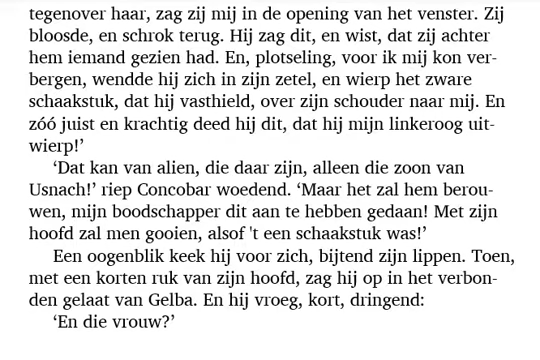 tegenover haar, zag zij mij in de opening van het venster. Zij
bloosde, en schrok terug. Hij zag dit, en wist, dat zij achter
hem iemand gezien had. En, plotseling, voor ik mij kon ver-
bergen, wendde hij zich in zijn zetel, en wierp het zware
schaakstuk, dat hij vasthield, over zijn schouder naar mij. En
zóó juist en krachtig deed hij dit, dat hij mijn linkeroog uit-
wierp!’
‘Dat kan van alien, die daar zijn, alleen die zoon van
Usnach!’ riep Concobar woedend. ‘Maar het zal hem berou-
wen, mijn boodschapper dit aan te hebben gedaan! Met zijn
hoofd zal men gooien, alsof 't een schaakstuk was!’
Een oogenblik keek hij voor zich, bijtend zijn lippen. Toen,
met een korten ruk van zijn hoofd, zag hij op in het verbon-
den gelaat van Gelba. En hij vroeg, kort, dringend:
‘En die vrouw?’